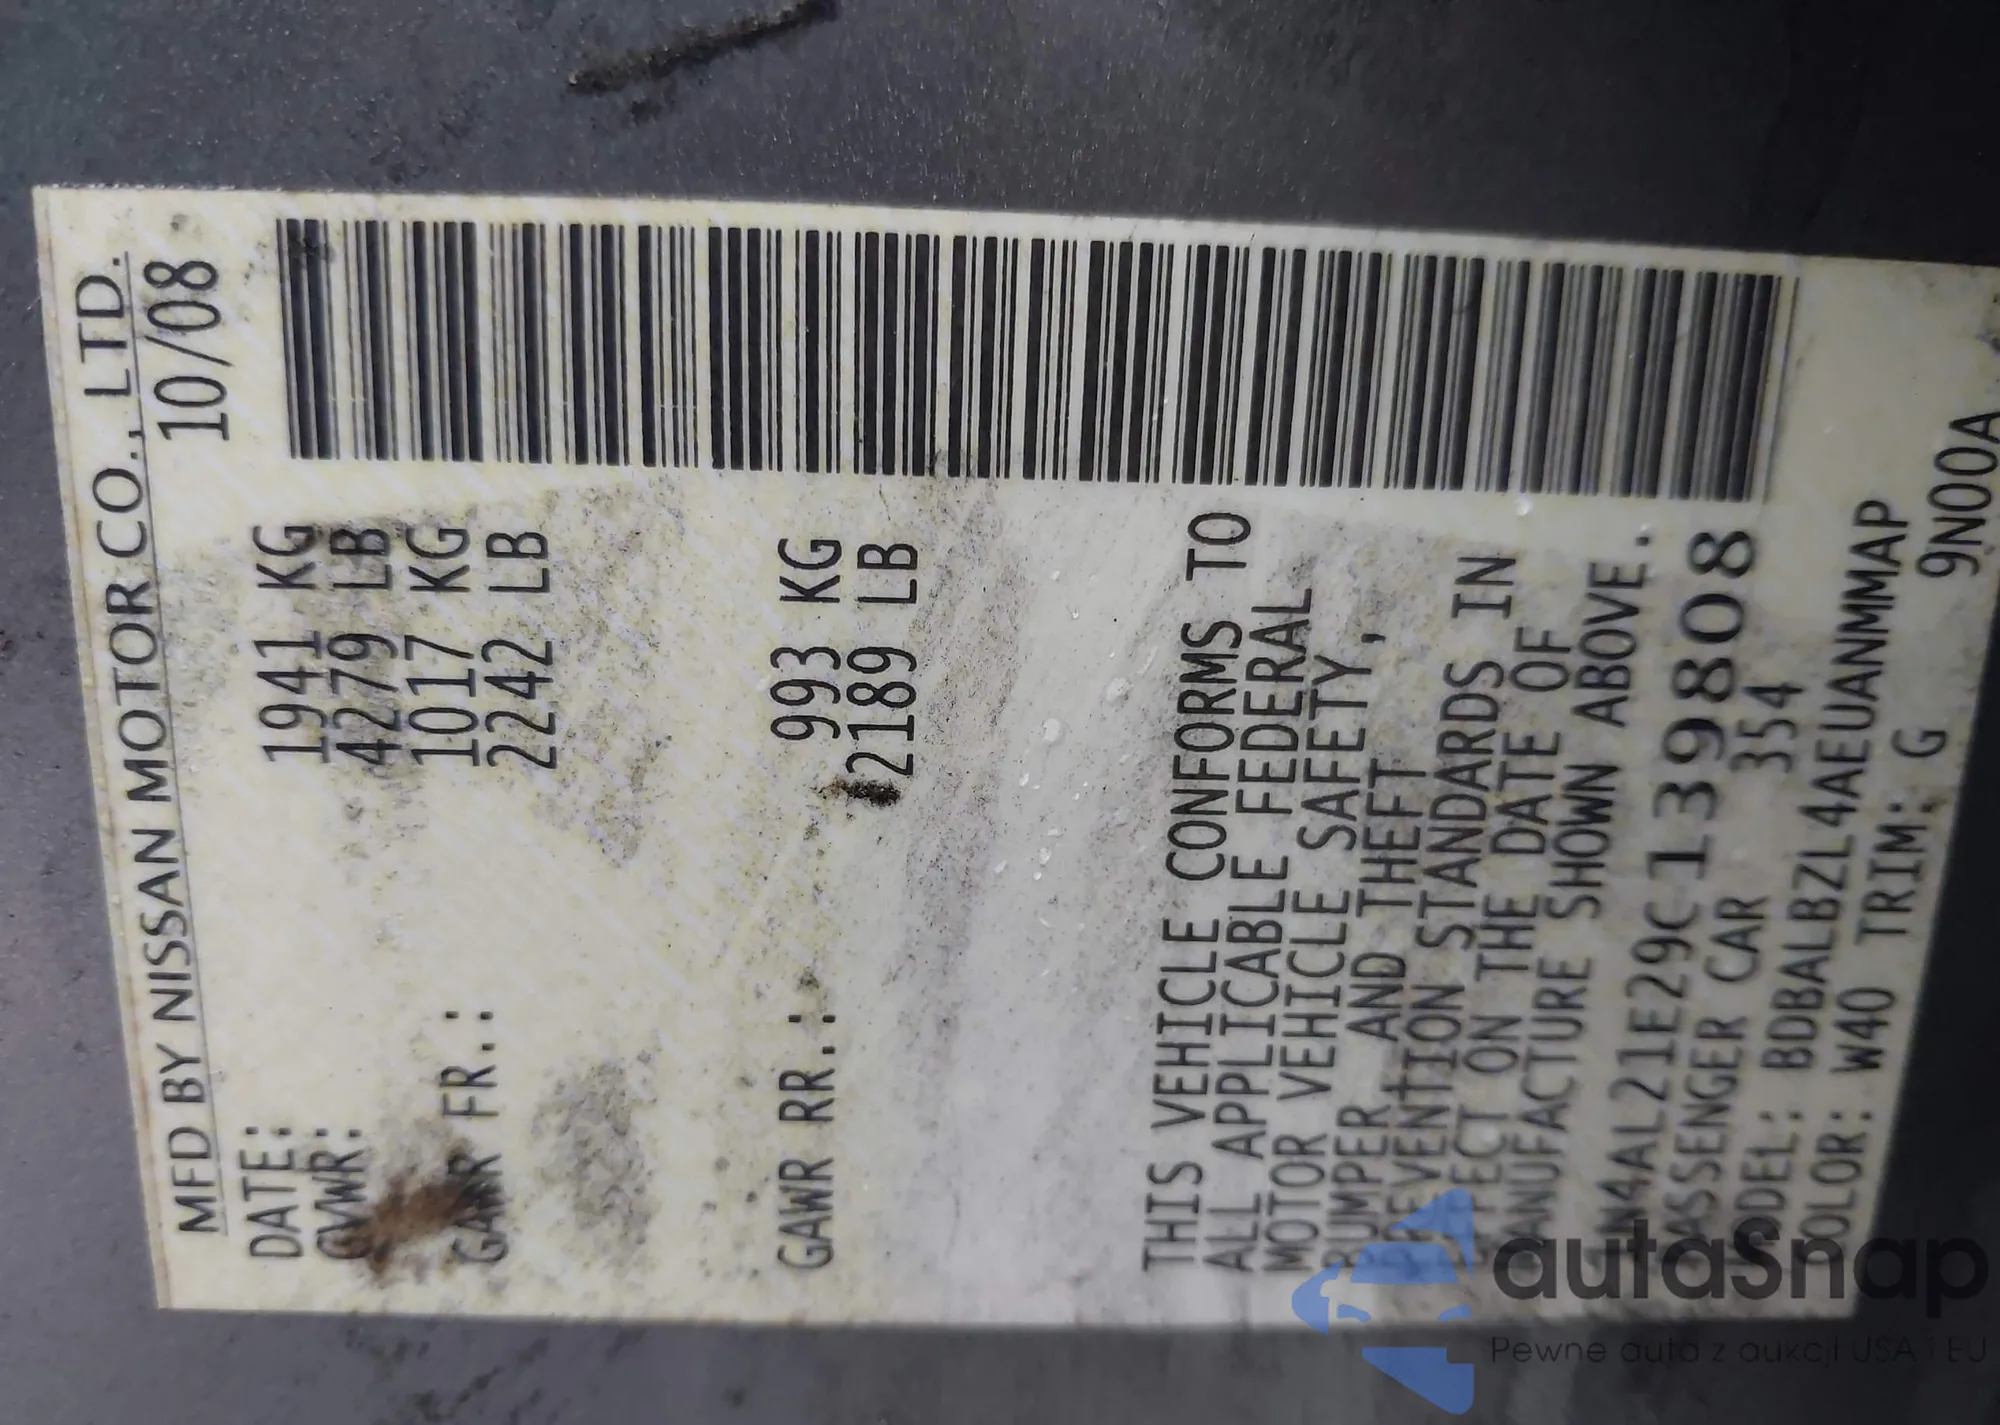 MFD BY NISSAN MOTOR CO., LTD.
DATE: 10/08
GVWR: 1941 KG
4279 LB
GAWR FR.: 1017 KG
2242 LB
GAWR RR.: 993 KG
2189 LB
THIS VEHICLE CONFORMS TO
ALL APPLICABLE FEDERAL
MOTOR VEHICLE SAFETY,
BUMPER AND THEFT
PREVENTION STANDARDS IN
EFFECT ON THE DATE OF
MANUFACTURE SHOWN ABOVE.
1N4AL21E29C139808
PASSENGER CAR 354
MODEL: BDBALBZL4AEUANMMAP
COLOR: W40 TRIM: G 9N00A
autaSnap
Pewne auta z aukcji USA i EU